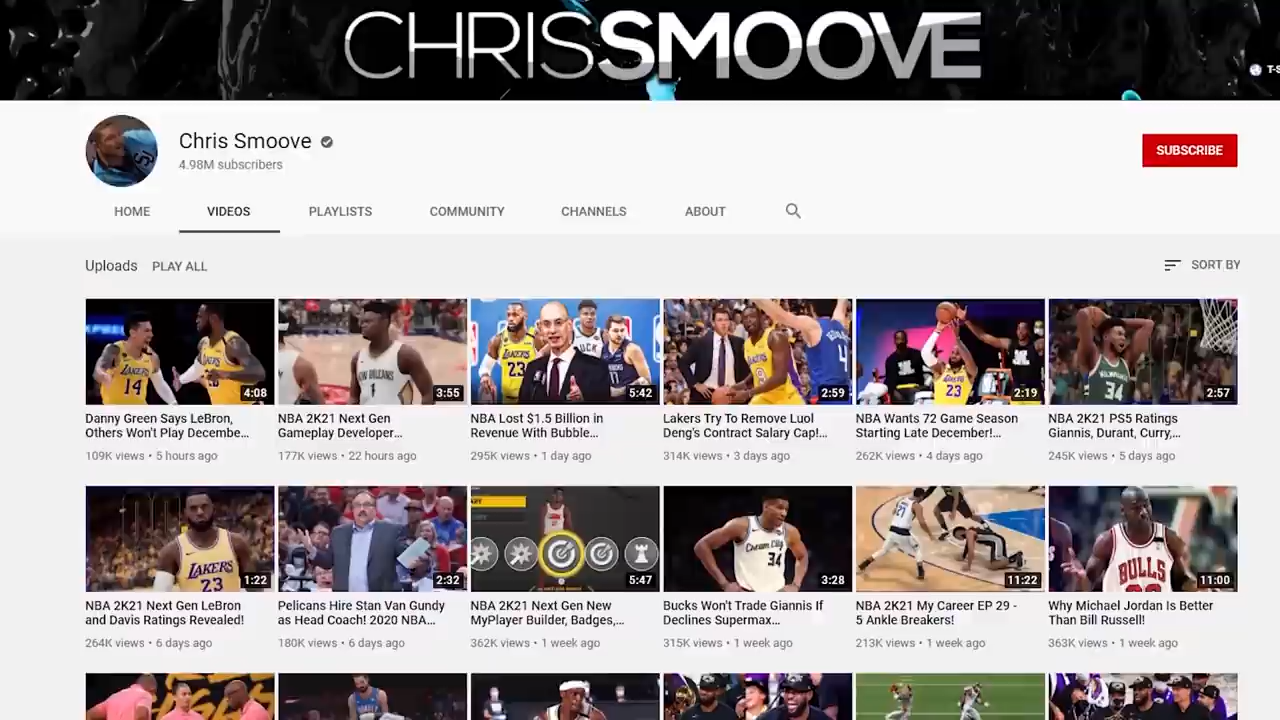 CHRISSMOOVE
T-S
Chris Smoove
4.98M subscribers
SUBSCRIBE
HOME VIDEOS PLAYLISTS COMMUNITY CHANNELS ABOUT
Uploads PLAY ALL SORT BY
4:08 3:55 5:42 2:59 2:19 2:57
Danny Green Says LeBron,
Others Won't Play Decembe...
109K views • 5 hours ago
NBA 2K21 Next Gen
Gameplay Developer...
177K views • 22 hours ago
NBA Lost $1.5 Billion in
Revenue With Bubble...
295K views • 1 day ago
Lakers Try To Remove Luol
Deng's Contract Salary Cap!...
314K views • 3 days ago
NBA Wants 72 Game Season
Starting Late December!...
262K views • 4 days ago
NBA 2K21 PS5 Ratings
Giannis, Durant, Curry,...
245K views • 5 days ago
1:22 2:32 5:47 3:28 11:22 11:00
NBA 2K21 Next Gen LeBron
and Davis Ratings Revealed!
264K views • 6 days ago
Pelicans Hire Stan Van Gundy
as Head Coach! 2020 NBA...
180K views • 6 days ago
NBA 2K21 Next Gen New
MyPlayer Builder, Badges,...
362K views • 1 week ago
Bucks Won't Trade Giannis If
Declines Supermax...
315K views • 1 week ago
NBA 2K21 My Career EP 29 -
5 Ankle Breakers!
213K views • 1 week ago
Why Michael Jordan Is Better
Than Bill Russell!
363K views • 1 week ago